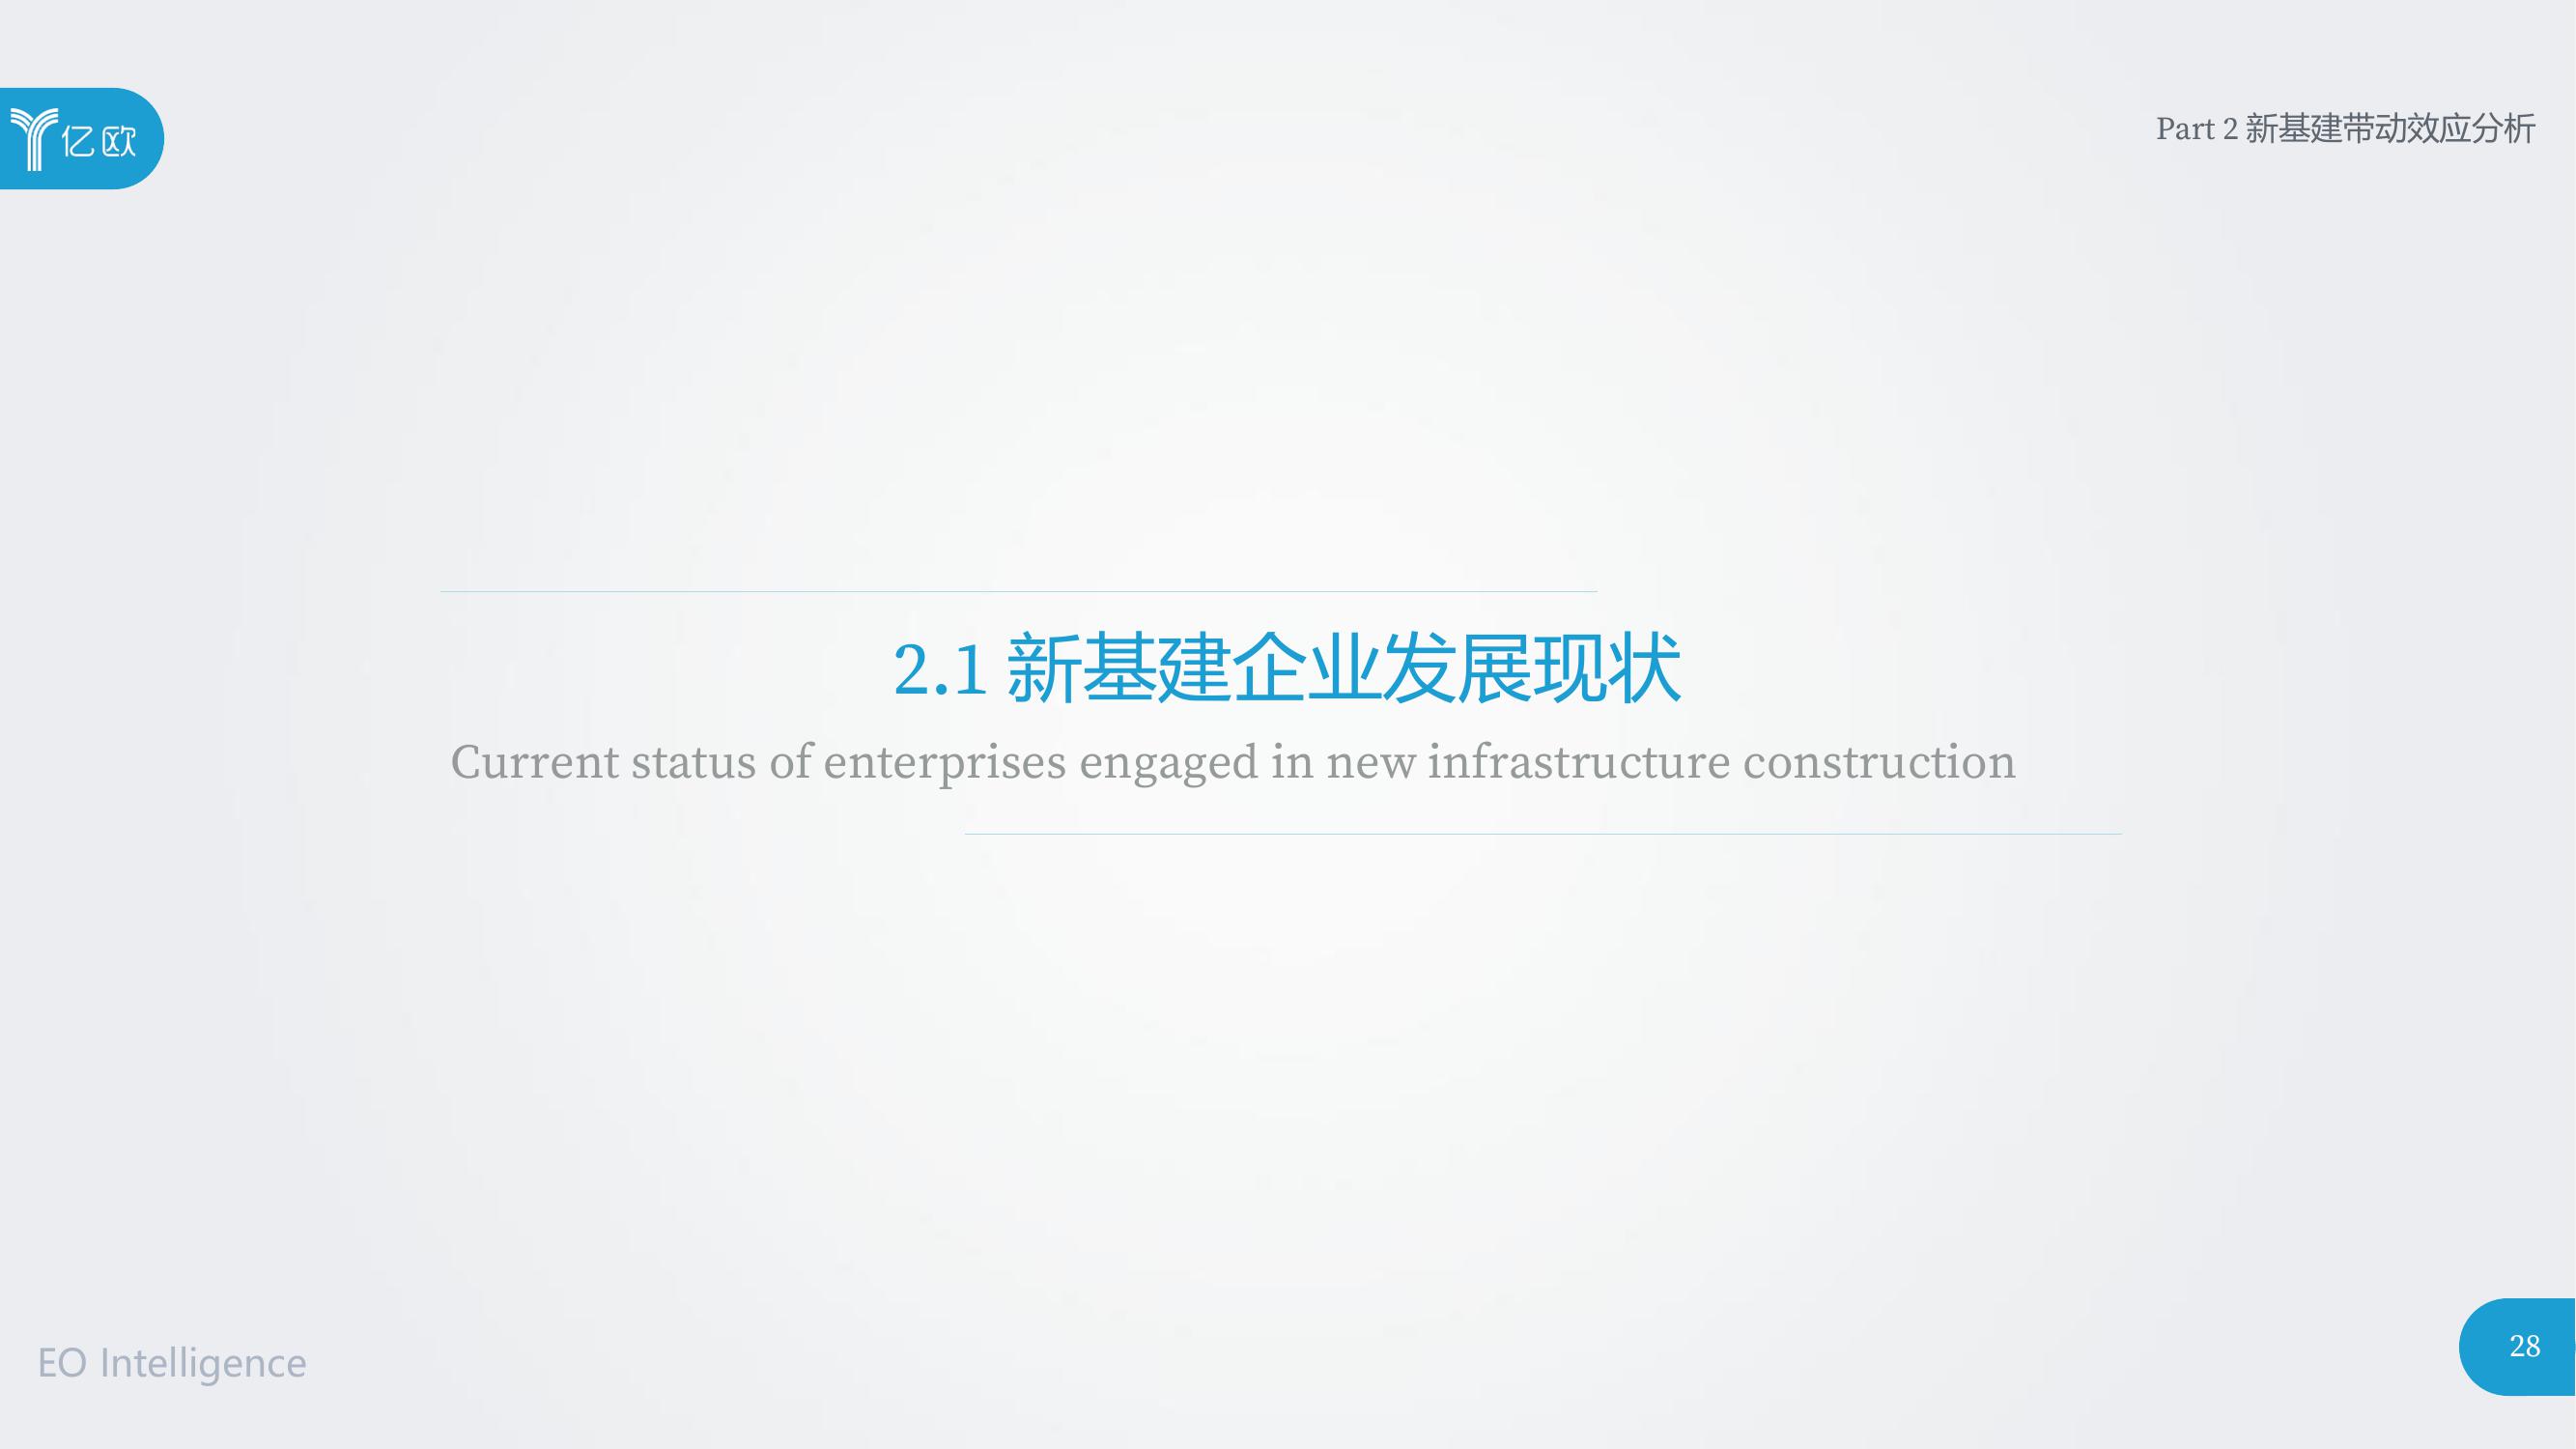 亿欧
Part 2 新基建带动效应分析
2.1 新基建企业发展现状
Current status of enterprises engaged in new infrastructure construction
EO Intelligence
28